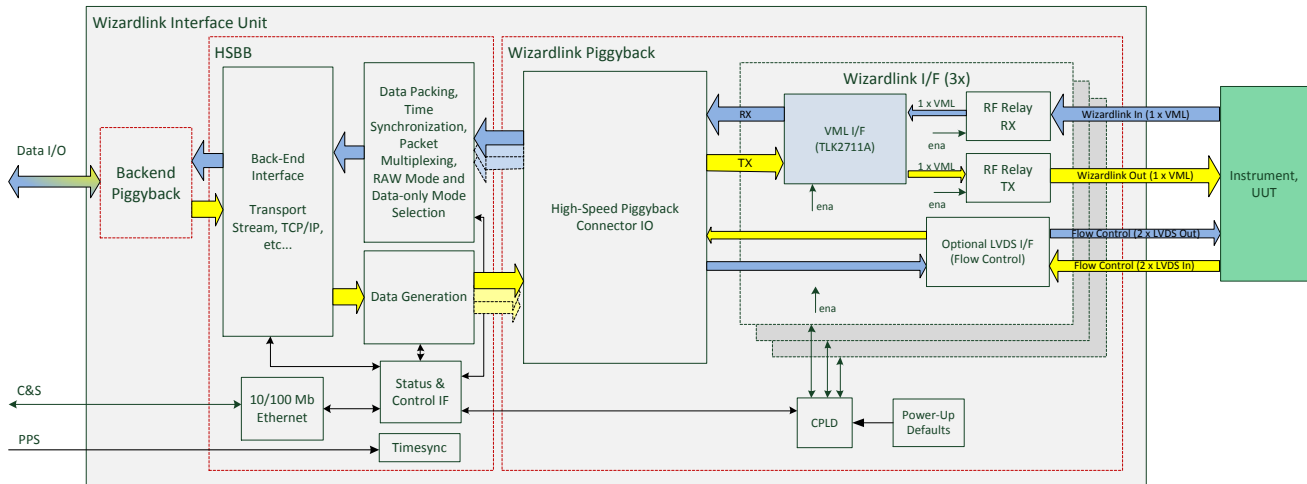 Wizardlink Interface Unit
HSBB
Wizardlink Piggyback
Wizardlink I/F (3x)
Data I/O
Backend
Piggyback
Back-End
Interface
Transport
Stream, TCP/IP,
etc...
Data Packing,
Time
Synchronization,
Packet
Multiplexing,
RAW Mode and
Data-only Mode
Selection
Data Generation
High-Speed Piggyback
Connector IO
RX
TX
VML I/F
(TLK2711A)
ena
1 x VML
ena
RF Relay
RX
1 x VML
ena
RF Relay
TX
Wizardlink In (1 x VML)
Wizardlink Out (1 x VML)
Optional LVDS I/F
(Flow Control)
Flow Control (2 x LVDS Out)
Flow Control (2 x LVDS In)
Instrument,
UUT
ena
C&S
10/100 Mb
Ethernet
Status &
Control IF
CPLD
Power-Up
Defaults
PPS
Timesync